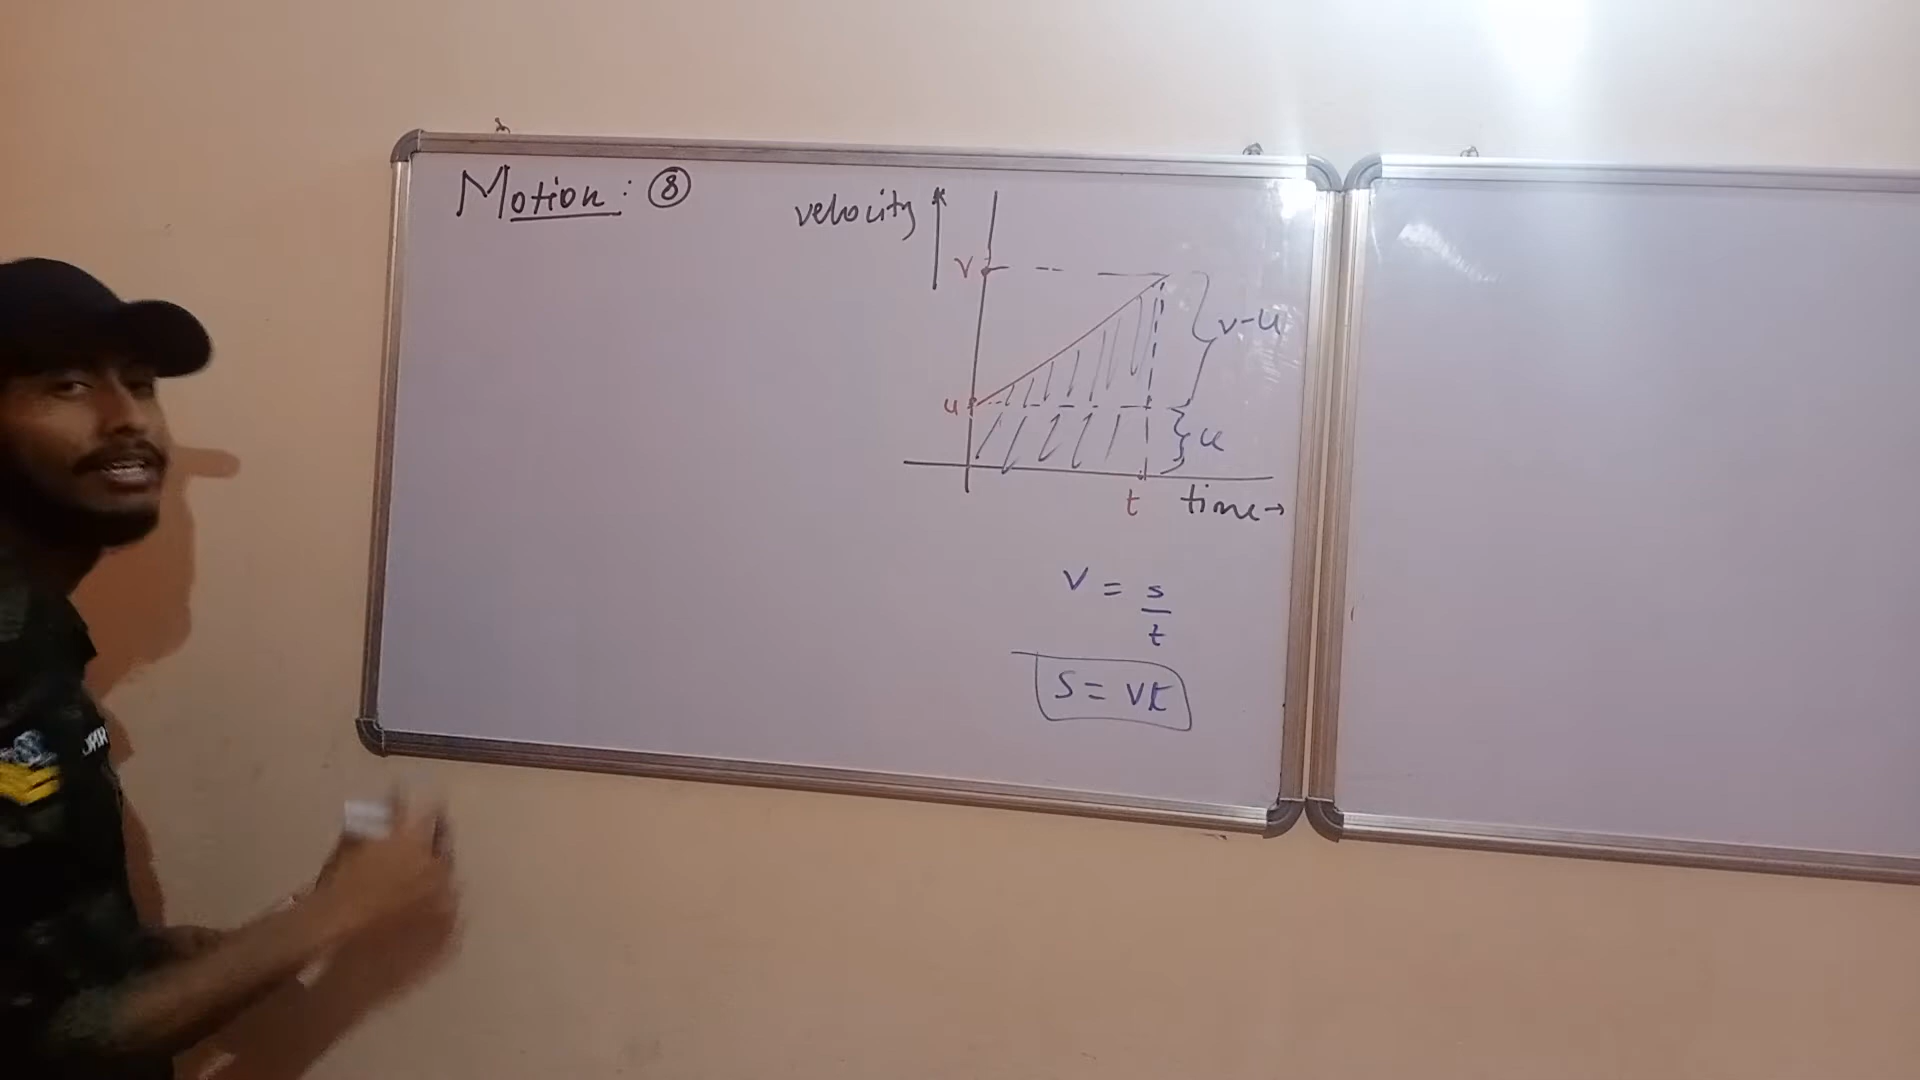 Motion: ⑧
velocity
v
v-u
u
u
t time→
v = s/t
S = vt